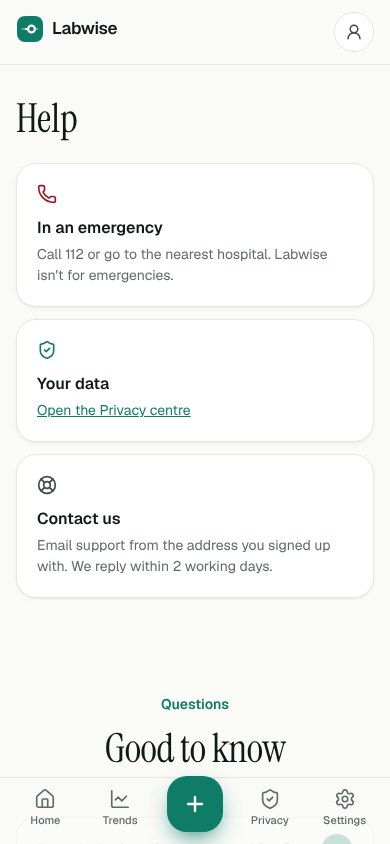 Labwise
Help
In an emergency
Call 112 or go to the nearest hospital. Labwise
isn't for emergencies.
Your data
Open the Privacy centre
Contact us
Email support from the address you signed up
with. We reply within 2 working days.
Questions
Good to know
Home
Trends
Privacy
Settings